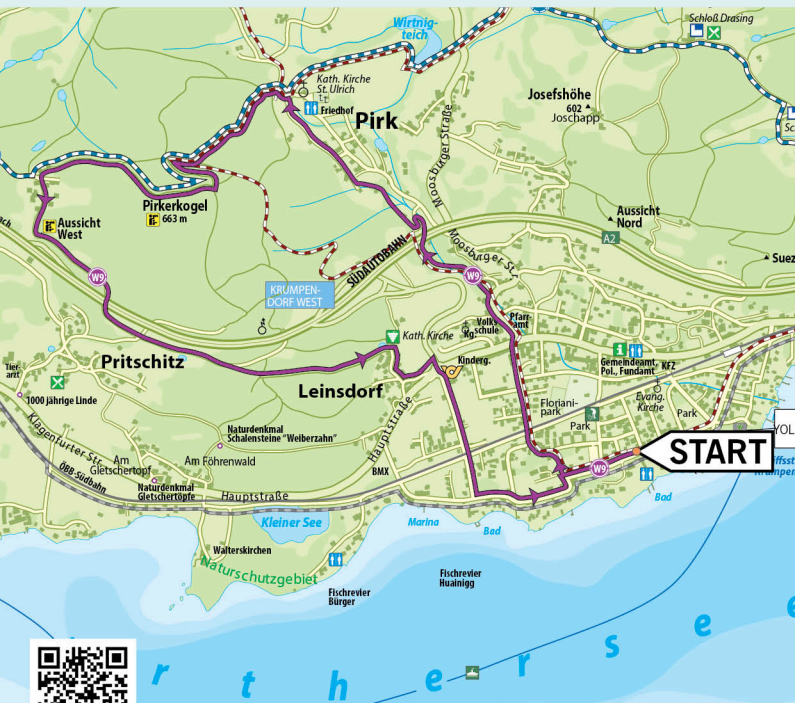 Schloß Drasing
Wirtnig-
teich
Kath. Kirche
St. Ulrich
Friedhof
Pirk
Josefshöhe
602
Joschapp
Moosburger Straße
Aussicht
Nord
A2
Moosburger Str.
SÜDAUTOBAHN
Pirkerkogel
663 m
Aussicht
West
W9
W9
KRUMPEN-
DORF WEST
Volks
schule
Kg.
Pfarr-
amt
Kath. Kirche
Kinderg.
Gemeindeamt,
Pol., Fundamt
KFZ
Evang.
Kirche
Park
Floriani-
park
Park
Pritschitz
Leinsdorf
Tier-
arzt
1000 jährige Linde
Klagenfurter Str.
ÖBB Südbahn
Naturdenkmal
Schalensteine "Weiberzahn"
Am
Gletschertopf
Am Föhrenwald
Naturdenkmal
Gletschertöpfe
Hauptstraße
Hauptstraße
BMX
START
W9
Bad
Kleiner See
Marina
Bad
Walterskirchen
Naturschutzgebiet
Fischrevier
Bürger
Fischrevier
Huainigg
r t h e r s e e